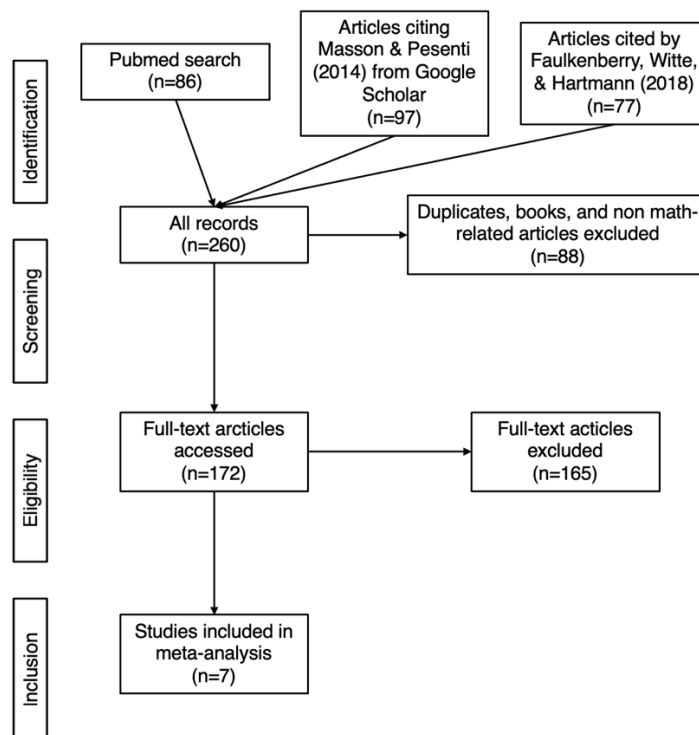 Identification
Pubmed search
(n=86)
Articles citing
Masson & Pesenti
(2014) from Google
Scholar
(n=97)
Articles cited by
Faulkenberry, Witte,
& Hartmann (2018)
(n=77)
All records
(n=260)
Duplicates, books, and non math-
related articles excluded
(n=88)
Screening
Eligibility
Full-text arcticles
accessed
(n=172)
Full-text acticles
excluded
(n=165)
Inclusion
Studies included in
meta-analysis
(n=7)